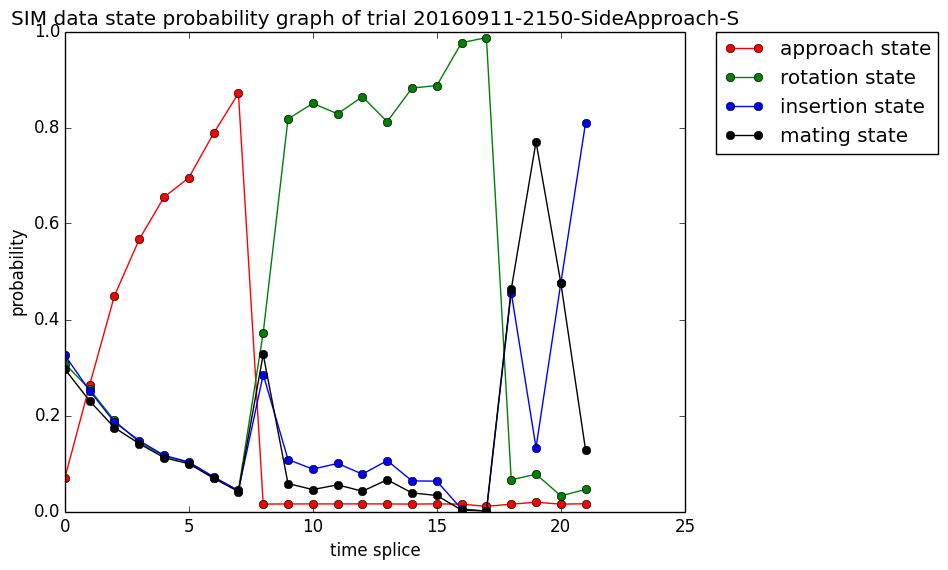 SIM data state probability graph of trial 20160911-2150-SideApproach-S
1.0
0.8
0.6
0.4
0.2
0.0
probability
0 5 10 15 20 25
time splice
approach state
rotation state
insertion state
mating state